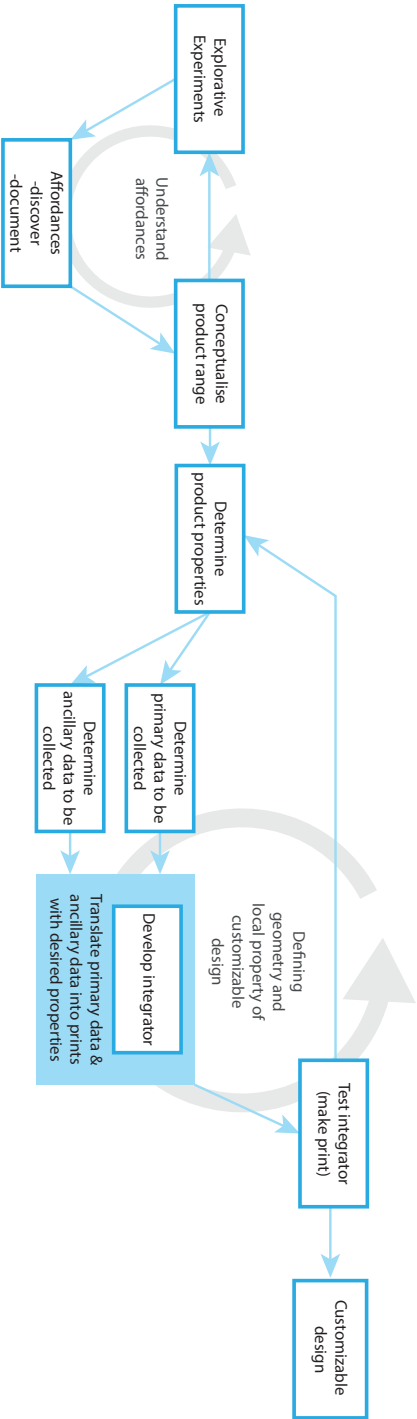 Explorative
Experiments
Understand
affordances
Affordances
-discover
-document
Conceptualise
product range
Determine
product properties
Determine
primary data to be
collected
Determine
ancillary data to be
collected
Defining
geometry and
local property of
customizable
design
Develop integrator
Translate primary data &
ancillary data into prints
with desired properties
Test integrator
(make print)
Customizable
design